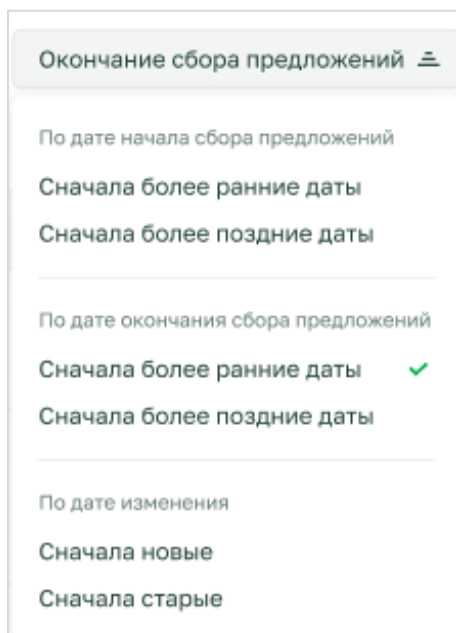 Окончание сбора предложений
По дате начала сбора предложений
Сначала более ранние даты
Сначала более поздние даты
По дате окончания сбора предложений
Сначала более ранние даты
Сначала более поздние даты
По дате изменения
Сначала новые
Сначала старые